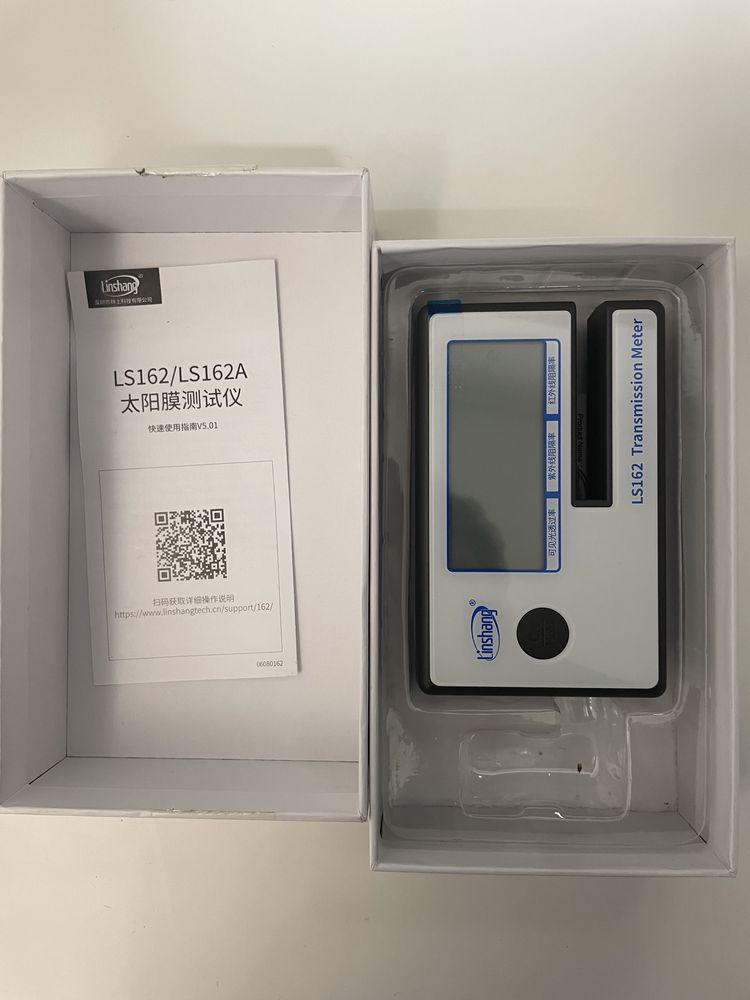 Linshang®
深圳市林上科技有限公司
LS162/LS162A
太阳膜测试仪
快速使用指南V5.01
扫码获取详细操作说明
https://www.linshangtech.cn/support/162/
06080162
红外线阻隔率
紫外线阻隔率
可见光透过率
Product Name
LS162 Transmission Meter
Linshang®